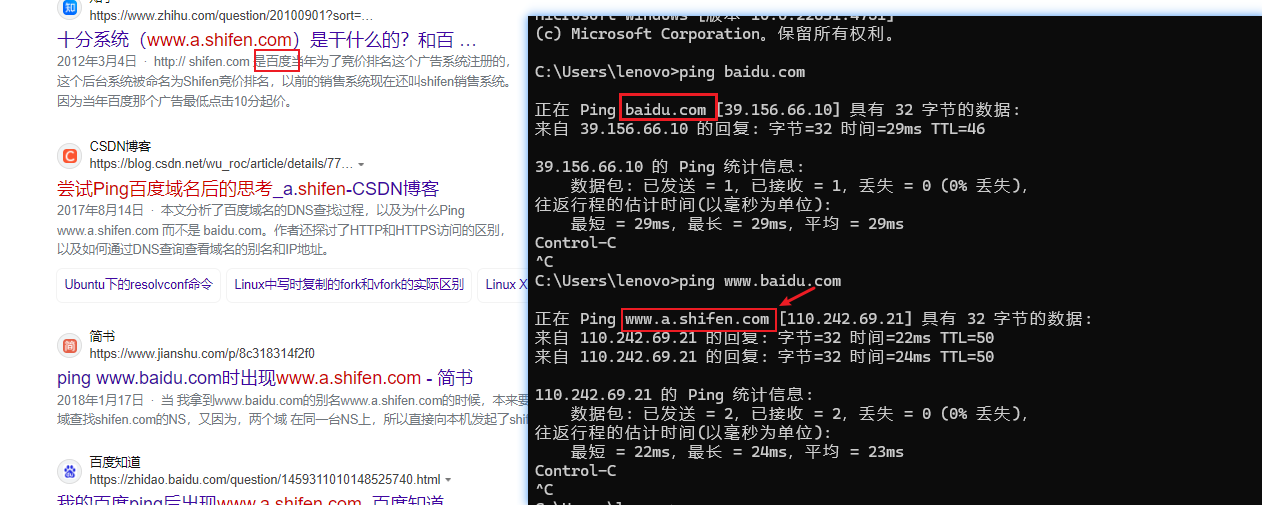 知
https://www.zhihu.com/question/20100901?sort=...
十分系统（www.a.shifen.com）是干什么的？和百 ...
2012年3月4日 · http:// shifen.com 是百度当年为了竞价排名这个广告系统注册的，
这个后台系统被命名为Shifen竞价排名，以前的销售系统现在还叫shifen销售系统。
因为当年百度那个广告最低点击10分起价。
CSDN博客
https://blog.csdn.net/wu_roc/article/details/77...
尝试Ping百度域名后的思考_a.shifen-CSDN博客
2017年8月14日 · 本文分析了百度域名的DNS查找过程，以及为什么Ping
www.a.shifen.com 而不是 baidu.com。作者还探讨了HTTP和HTTPS访问的区别，
以及如何通过DNS查询查看域名的别名和IP地址。
Ubuntu下的resolvconf命令
Linux中写时复制的fork和vfork的实际区别
Linux X
简
简书
https://www.jianshu.com/p/8c318314f2f0
ping www.baidu.com时出现www.a.shifen.com - 简书
2018年1月17日 · 当 我拿到www.baidu.com的别名www.a.shifen.com的时候，本来要
域查找shifen.com的NS，又因为，两个域 在同一台NS上，所以直接向本机发起了shif
百度知道
https://zhidao.baidu.com/question/1459311010148525740.html
我的百度ping后出现www.a.shifen.com_百度知道
(c) Microsoft Corporation。保留所有权利。
C:\Users\lenovo>ping baidu.com
正在 Ping baidu.com [39.156.66.10] 具有 32 字节的数据:
来自 39.156.66.10 的回复: 字节=32 时间=29ms TTL=46
39.156.66.10 的 Ping 统计信息:
数据包: 已发送 = 1，已接收 = 1，丢失 = 0 (0% 丢失)，
往返行程的估计时间(以毫秒为单位):
最短 = 29ms，最长 = 29ms，平均 = 29ms
Control-C
^C
C:\Users\lenovo>ping www.baidu.com
正在 Ping www.a.shifen.com [110.242.69.21] 具有 32 字节的数据:
来自 110.242.69.21 的回复: 字节=32 时间=22ms TTL=50
来自 110.242.69.21 的回复: 字节=32 时间=24ms TTL=50
110.242.69.21 的 Ping 统计信息:
数据包: 已发送 = 2，已接收 = 2，丢失 = 0 (0% 丢失)，
往返行程的估计时间(以毫秒为单位):
最短 = 22ms，最长 = 24ms，平均 = 23ms
Control-C
^C